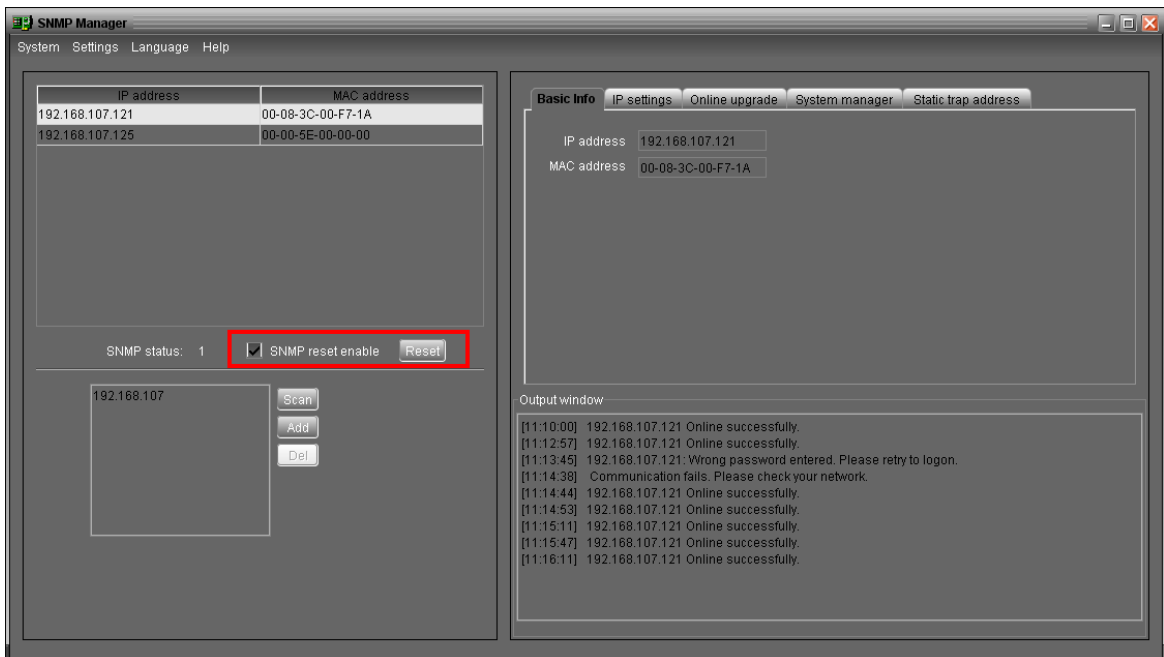 SNMP Manager
System Settings Language Help
IP address MAC address
192.168.107.121 00-08-3C-00-F7-1A
192.168.107.125 00-00-5E-00-00-00
SNMP status: 1 SNMP reset enable Reset
192.168.107
Scan
Add
Del
Basic Info IP settings Online upgrade System manager Static trap address
IP address 192.168.107.121
MAC address 00-08-3C-00-F7-1A
Output window
[11:10:00] 192.168.107.121 Online successfully.
[11:12:57] 192.168.107.121 Online successfully.
[11:13:45] 192.168.107.121: Wrong password entered. Please retry to logon.
[11:14:38] Communication fails. Please check your network.
[11:14:44] 192.168.107.121 Online successfully.
[11:14:53] 192.168.107.121 Online successfully.
[11:15:11] 192.168.107.121 Online successfully.
[11:15:47] 192.168.107.121 Online successfully.
[11:16:11] 192.168.107.121 Online successfully.